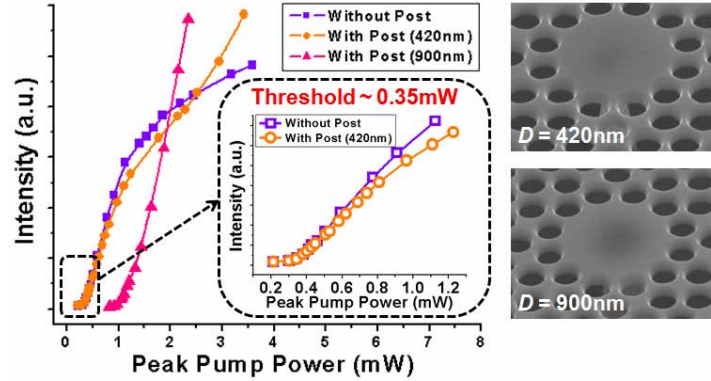 Without Post
With Post (420nm)
With Post (900nm)
Intensity (a.u.)
Threshold ~ 0.35mW
Without Post
With Post (420nm)
Intensity (a.u.)
0.2 0.4 0.6 0.8 1.0 1.2
Peak Pump Power (mW)
0 1 2 3 4 5 6 7 8
Peak Pump Power (mW)
D = 420nm
D = 900nm